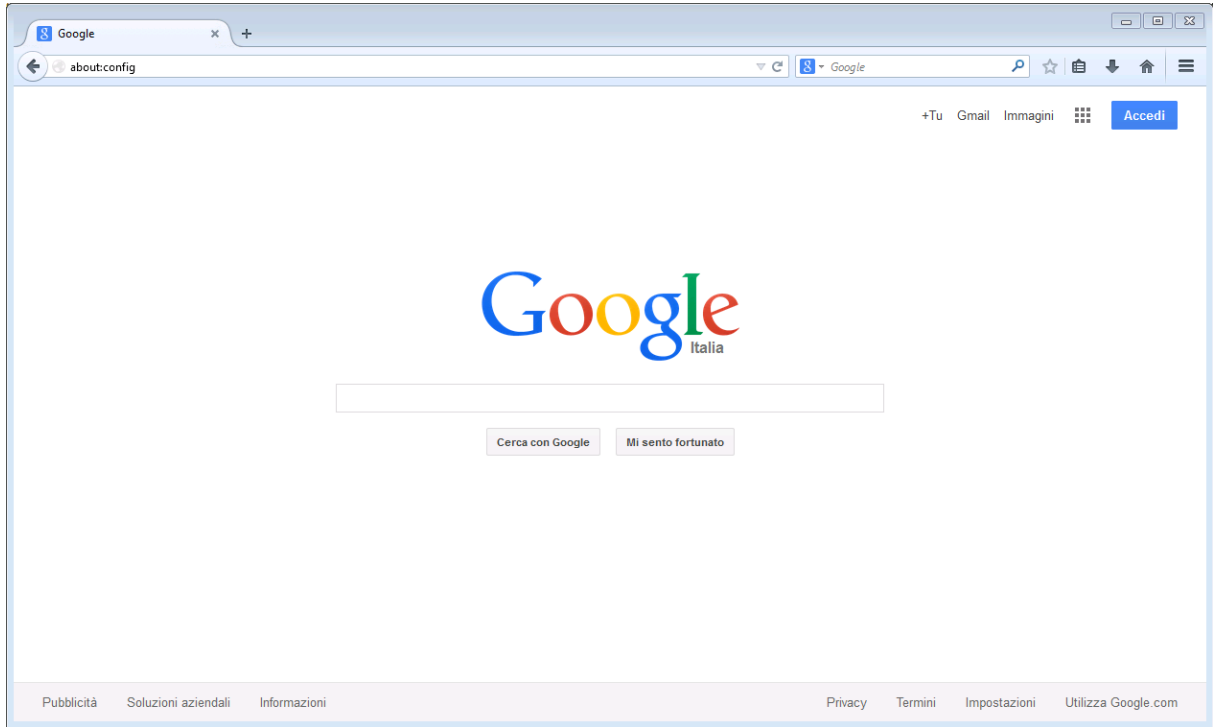 Google
about:config
Google
+Tu Gmail Immagini Accedi
Google
Italia
Cerca con Google Mi sento fortunato
Pubblicità Soluzioni aziendali Informazioni Privacy Termini Impostazioni Utilizza Google.com